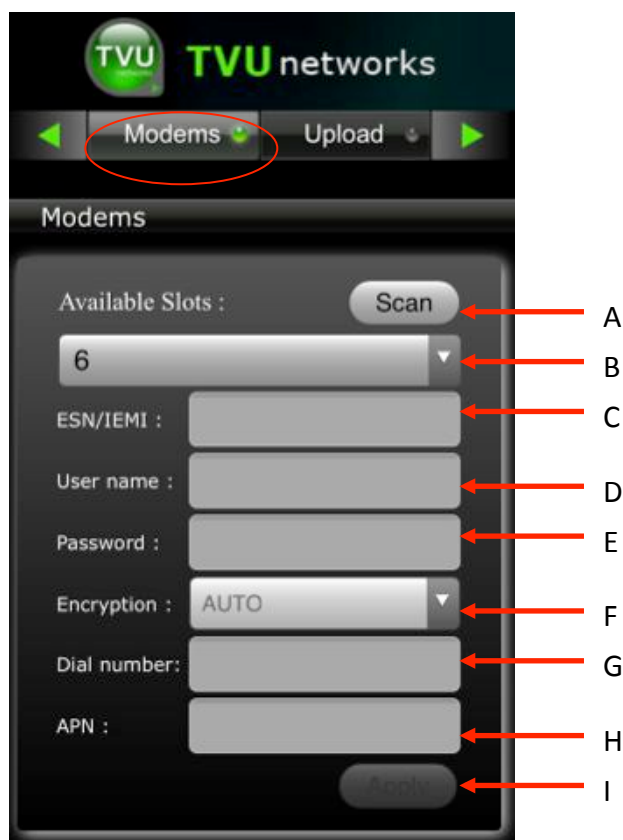 TVU
networks
TVU networks
Modems Upload
Modems
Available Slots : Scan A
6 B
ESN/IEMI : C
User name : D
Password : E
Encryption : AUTO F
Dial number: G
APN : H
Apply I